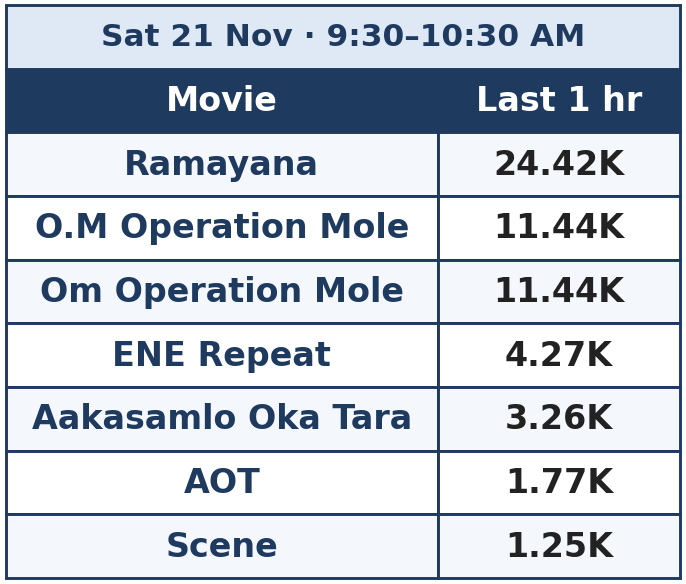 Sat 21 Nov · 9:30–10:30 AM
Movie Last 1 hr
Ramayana 24.42K
O.M Operation Mole 11.44K
Om Operation Mole 11.44K
ENE Repeat 4.27K
Aakasamlo Oka Tara 3.26K
AOT 1.77K
Scene 1.25K